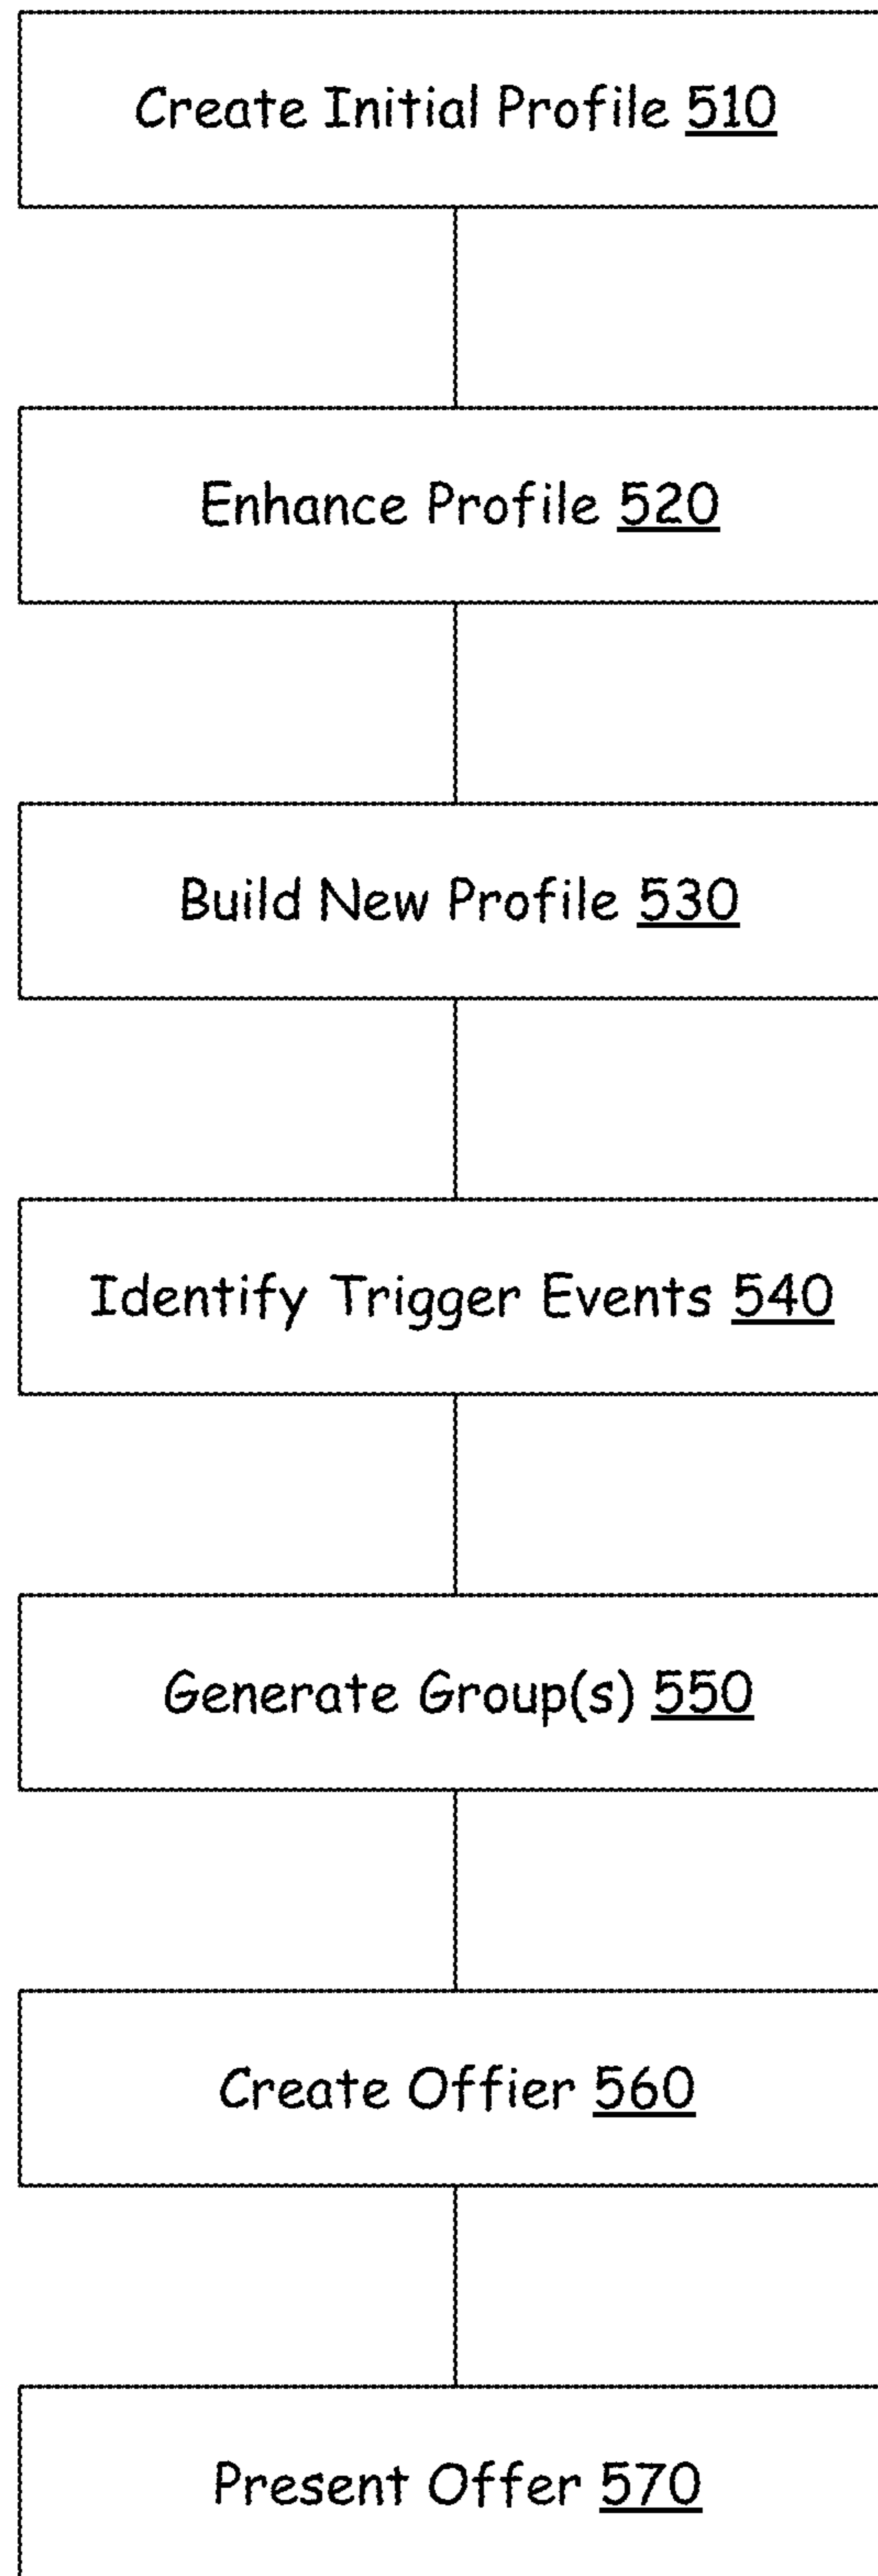 Create Initial Profile 510
Enhance Profile 520
Build New Profile 530
Identify Trigger Events 540
Generate Group(s) 550
Create Offier 560
Present Offer 570